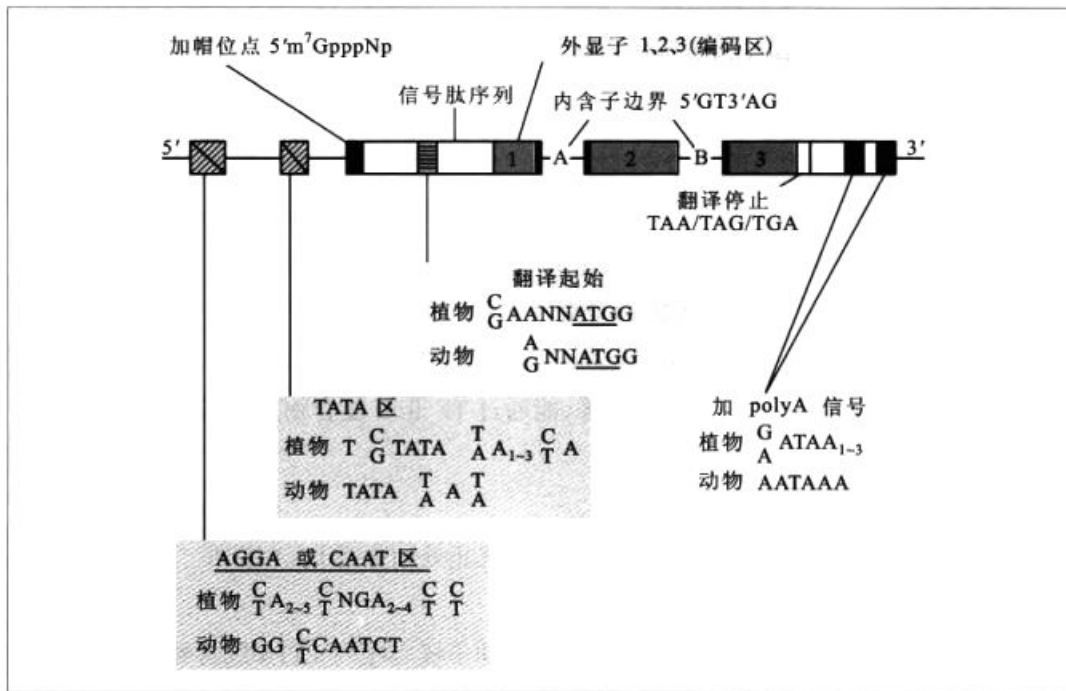 加帽位点 5′m⁷GpppNp
外显子 1、2、3(编码区)
信号肽序列
内含子边界 5′GT3′AG
5′
1
A
2
B
3
3′
翻译停止
TAA/TAG/TGA
翻译起始
植物 C/G AANNATGG
动物 A/G NNATGG
TATA 区
植物 T C/G TATA T/A A₁~₃ C/T A
动物 TATA T/A A T/A
加 polyA 信号
植物 G/A ATAA₁~₃
动物 AATAAA
AGGA 或 CAAT 区
植物 C/T A₂~₅ C/T NGA₂~₄ C/T C/T
动物 GG C/T CAATCT